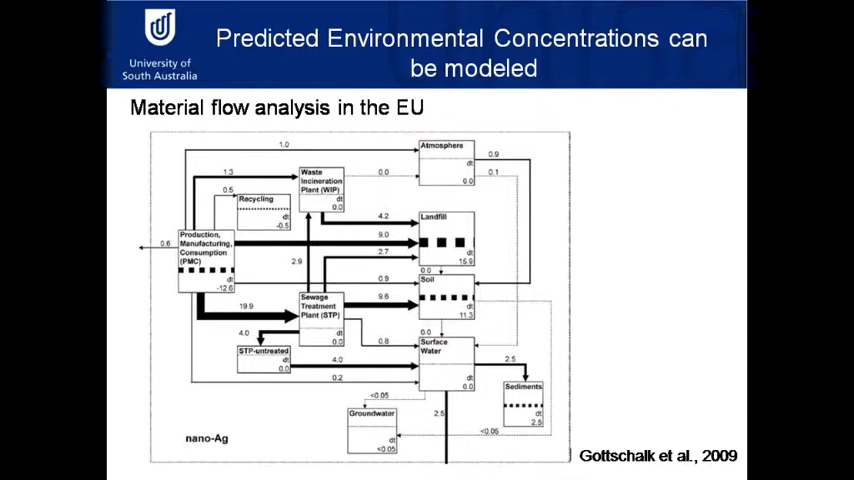 University of
South Australia
Predicted Environmental Concentrations can
be modeled
Material flow analysis in the EU
1.0
Atmosphere
dt
0.0
0.9
0.1
1.3
Waste
Incineration
Plant (WIP)
dt
0.0
0.0
0.5
Recycling
dt
-0.5
4.2
Landfill
dt
15.9
9.0
2.7
Production,
Manufacturing,
Consumption
(PMC)
dt
-12.6
0.6
2.9
0.9
0.0
Soil
dt
11.3
Sewage
Treatment
Plant (STP)
dt
0.0
9.6
19.9
4.0
0.8
0.0
Surface
Water
dt
0.0
STP-untreated
dt
0.0
4.0
0.2
2.5
Sediments
dt
2.5
<0.05
Groundwater
dt
<0.05
2.5
<0.05
nano-Ag
Gottschalk et al., 2009